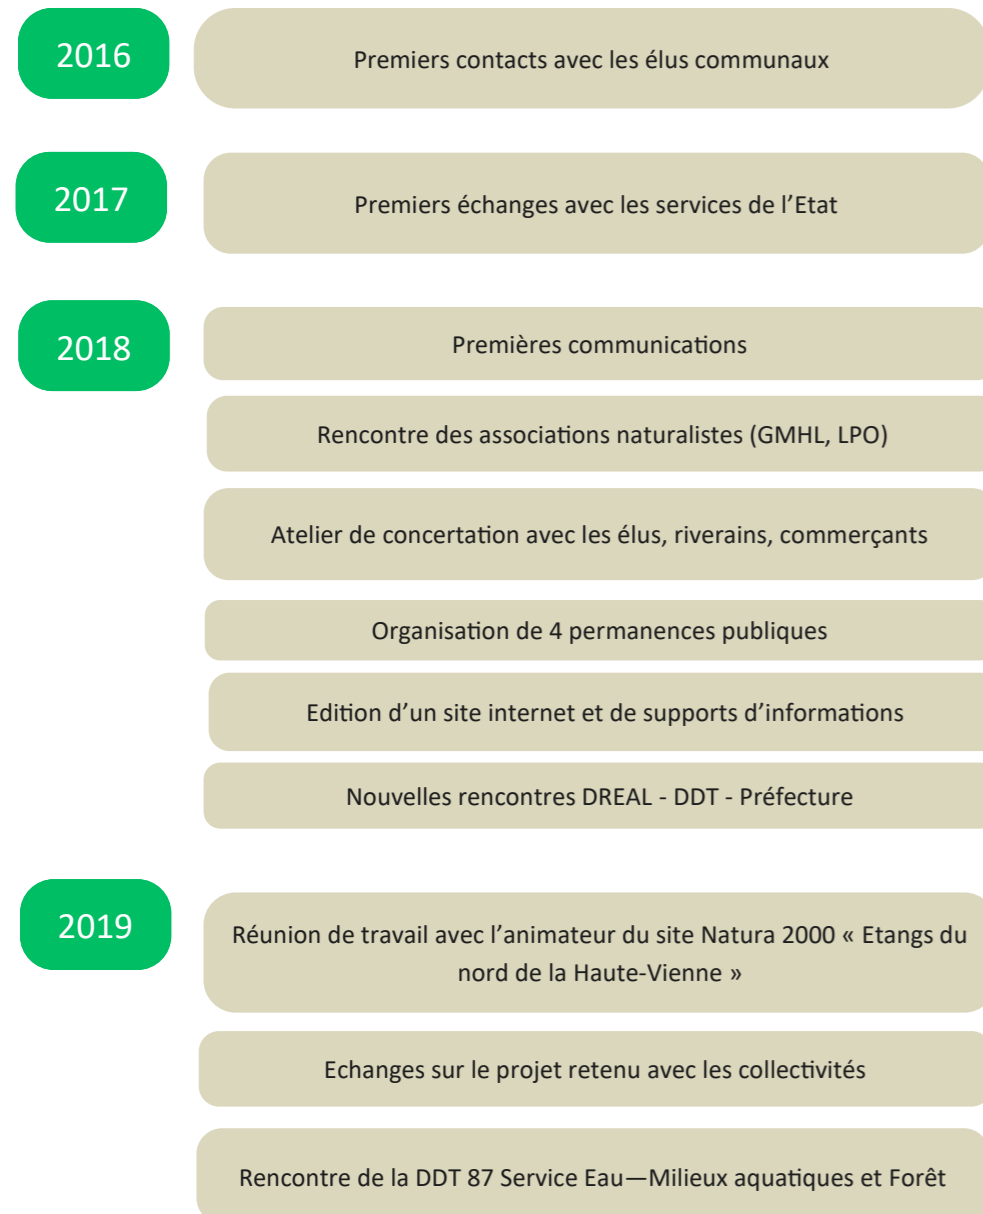 2016
Premiers contacts avec les élus communaux
2017
Premiers échanges avec les services de l’Etat
2018
Premières communications
Rencontre des associations naturalistes (GMHL, LPO)
Atelier de concertation avec les élus, riverains, commerçants
Organisation de 4 permanences publiques
Edition d’un site internet et de supports d’informations
Nouvelles rencontres DREAL - DDT - Préfecture
2019
Réunion de travail avec l’animateur du site Natura 2000 « Etangs du
nord de la Haute-Vienne »
Echanges sur le projet retenu avec les collectivités
Rencontre de la DDT 87 Service Eau—Milieux aquatiques et Forêt